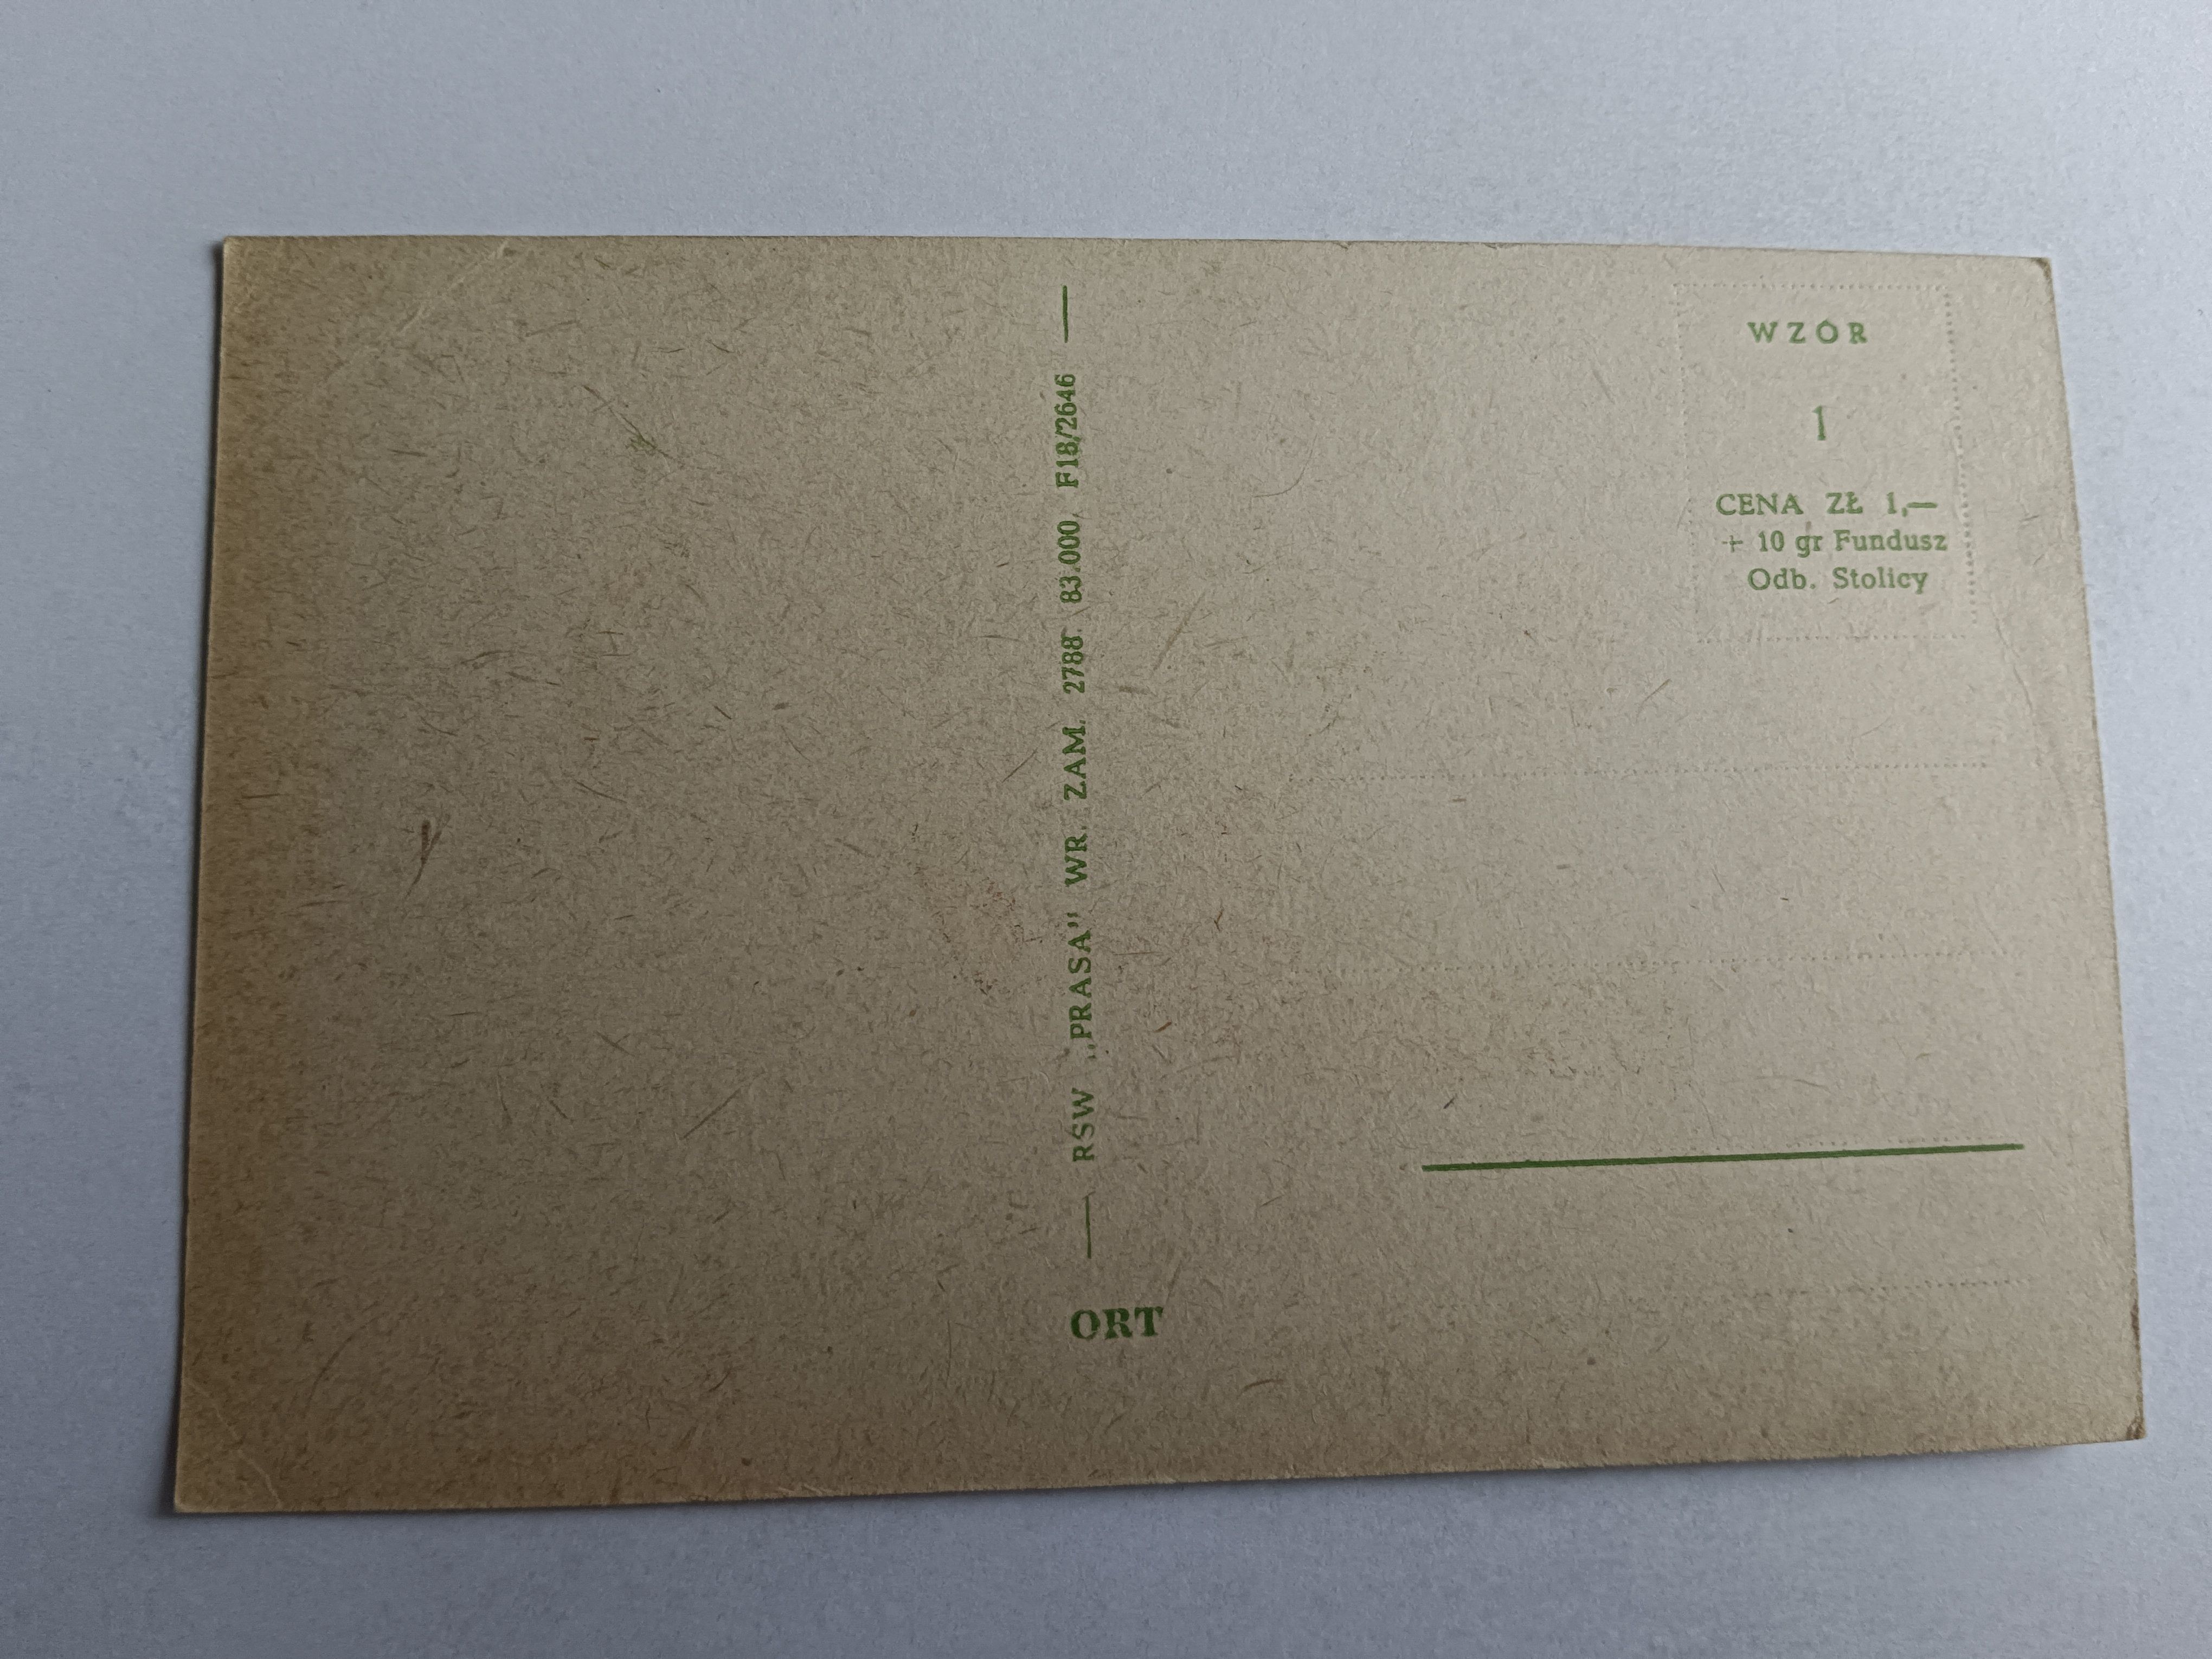 RSW „PRASA” WR. ZAM. 2788. 83.000. F18/2646
ORT
WZÓR
1
CENA ZŁ 1,—
+ 10 gr Fundusz
Odb. Stolicy